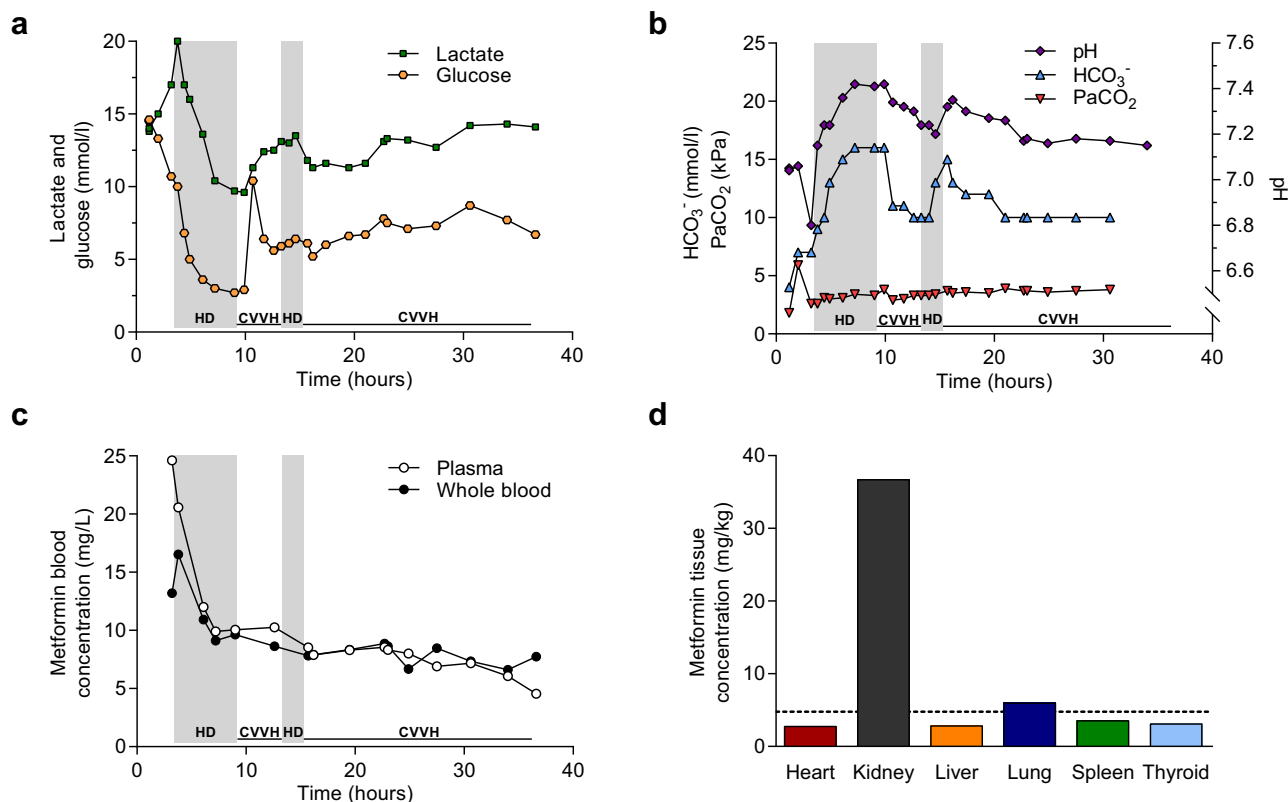 a
Lactate and
glucose (mmol/l)
20
15
10
5
0
Lactate
Glucose
HD
CVVH
HD
CVVH
0
10
20
30
40
Time (hours)
b
HCO₃⁻ (mmol/l)
PaCO₂ (kPa)
25
20
15
10
5
0
pH
HCO₃⁻
PaCO₂
7.6
7.4
7.2
7.0
6.8
6.6
pH
HD
CVVH
HD
CVVH
0
10
20
30
40
Time (hours)
c
Metformin blood
concentration (mg/L)
25
20
15
10
5
0
Plasma
Whole blood
HD
CVVH
HD
CVVH
0
10
20
30
40
Time (hours)
d
Metformin tissue
concentration (mg/kg)
40
30
20
10
0
Heart
Kidney
Liver
Lung
Spleen
Thyroid